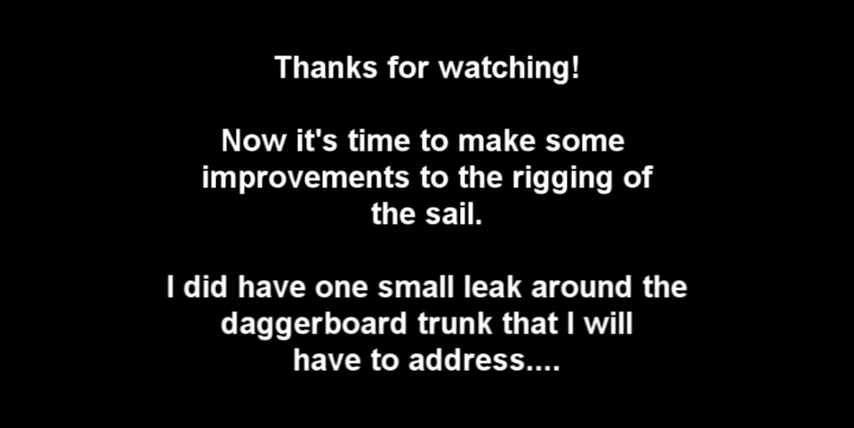 Thanks for watching!
Now it's time to make some
improvements to the rigging of
the sail.
I did have one small leak around the
daggerboard trunk that I will
have to address....